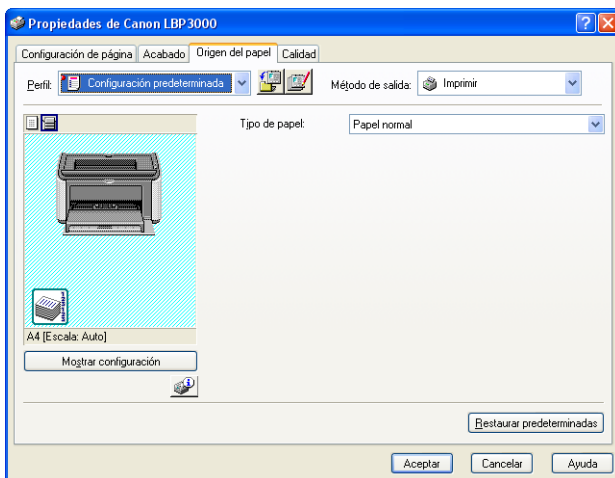 Propiedades de Canon LBP3000
Configuración de página Acabado Origen del papel Calidad
Perfil: Configuración predeterminada Método de salida: Imprimir
Tipo de papel: Papel normal
A4 [Escala: Auto]
Mostrar configuración
Restaurar predeterminadas
Aceptar Cancelar Ayuda